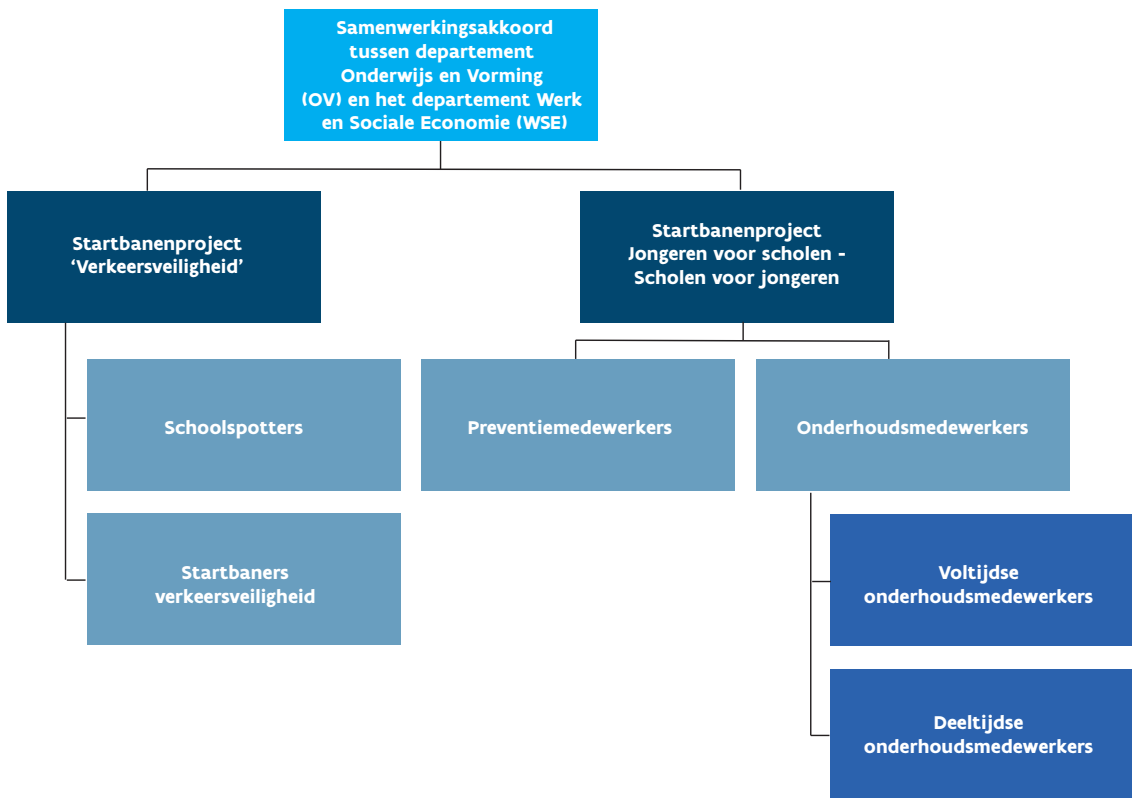 Samenwerkingsakkoord
tussen departement
Onderwijs en Vorming
(OV) en het departement Werk
en Sociale Economie (WSE)
Startbanenproject
‘Verkeersveiligheid’
Startbanenproject
Jongeren voor scholen -
Scholen voor jongeren
Schoolspotters
Preventiemedewerkers
Onderhoudsmedewerkers
Startbaners
verkeersveiligheid
Voltijdse
onderhoudsmedewerkers
Deeltijdse
onderhoudsmedewerkers